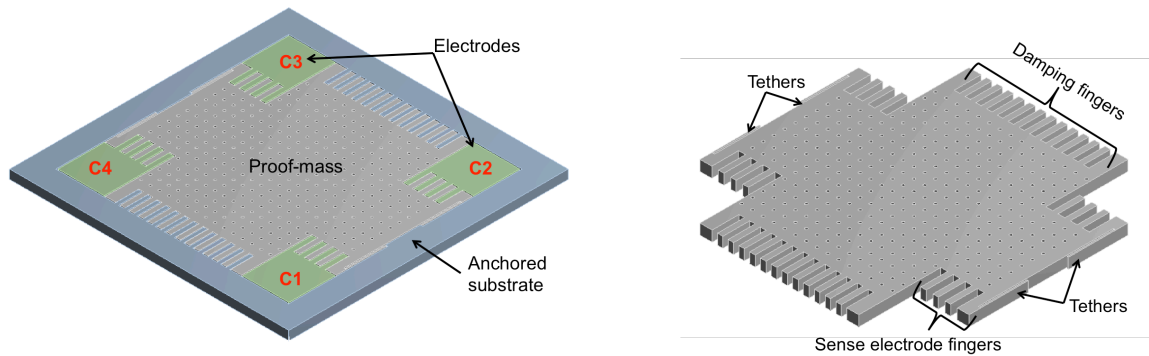 Electrodes
C3
C4
Proof-mass
C2
C1
Anchored
substrate
Damping fingers
Tethers
Tethers
Sense electrode fingers